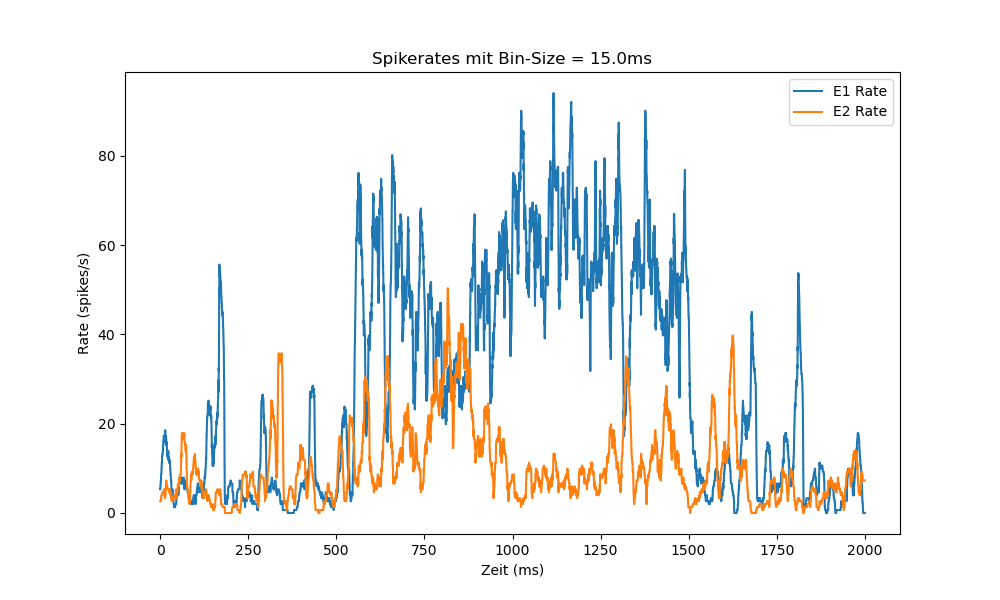 Spikerates mit Bin-Size = 15.0ms
E1 Rate
E2 Rate
80
60
40
20
0
Rate (spikes/s)
0 250 500 750 1000 1250 1500 1750 2000
Zeit (ms)